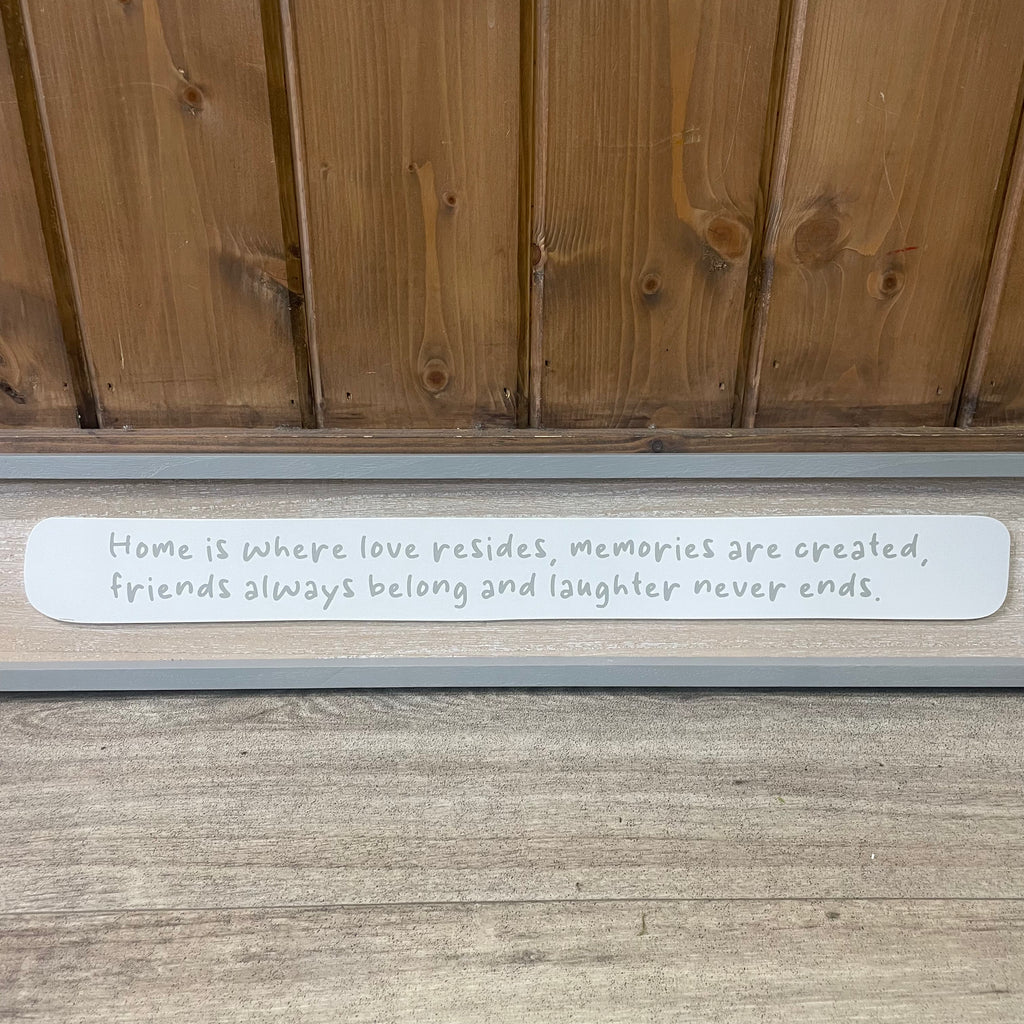 Home is where love resides, memories are created,
friends always belong and laughter never ends.